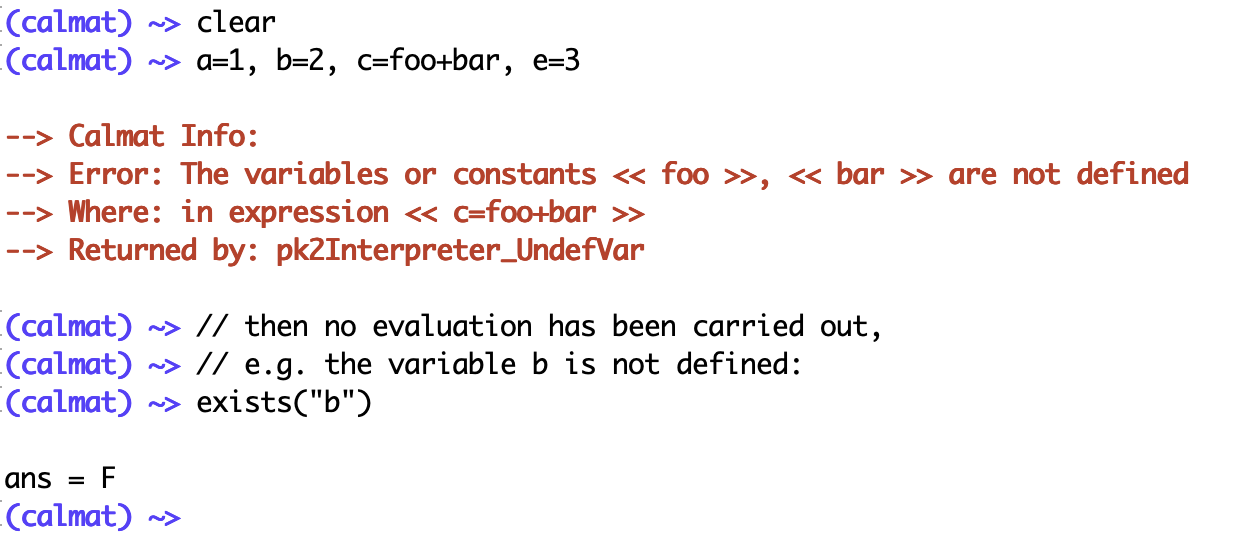 (calmat) ~> clear
(calmat) ~> a=1, b=2, c=foo+bar, e=3
--> Calmat Info:
--> Error: The variables or constants << foo >>, << bar >> are not defined
--> Where: in expression << c=foo+bar >>
--> Returned by: pk2Interpreter_UndefVar
(calmat) ~> // then no evaluation has been carried out,
(calmat) ~> // e.g. the variable b is not defined:
(calmat) ~> exists("b")
ans = F
(calmat) ~>